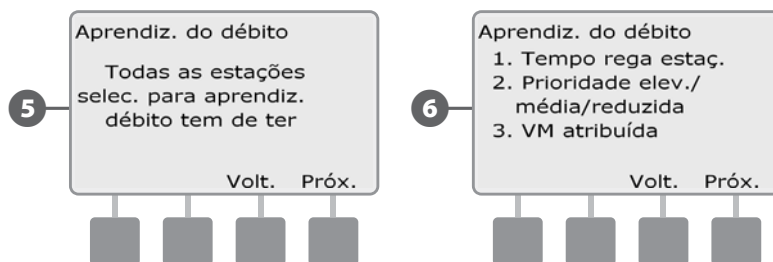 5
Aprendiz. do débito
Todas as estações
selec. para aprendiz.
débito tem de ter
Volt. Próx.
6
Aprendiz. do débito
1. Tempo rega estaç.
2. Prioridade elev./
média/reduzida
3. VM atribuída
Volt. Próx.